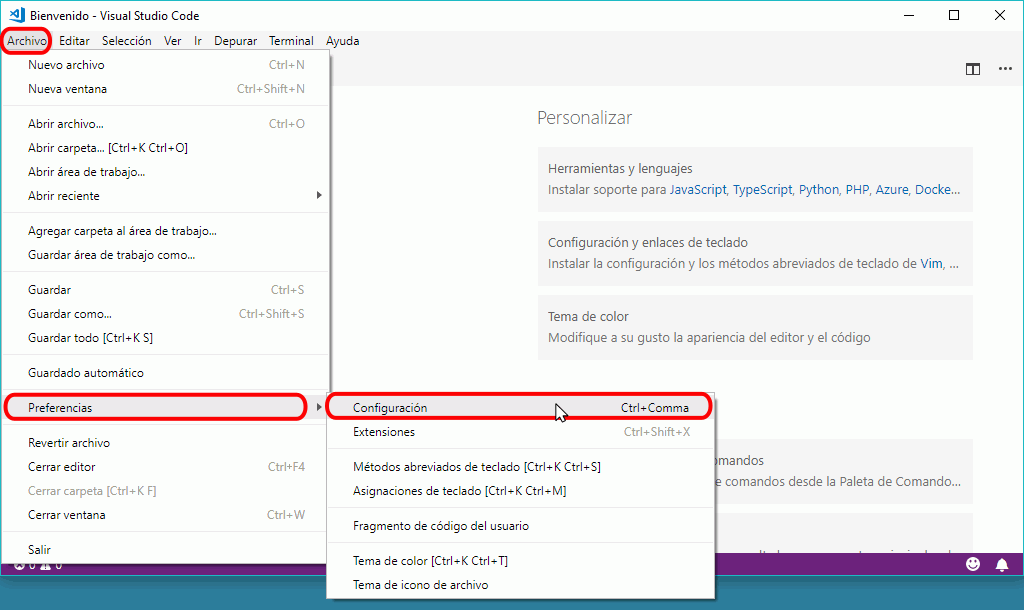 Bienvenido - Visual Studio Code
Archivo Editar Selección Ver Ir Depurar Terminal Ayuda
Nuevo archivo Ctrl+N
Nueva ventana Ctrl+Shift+N
Abrir archivo... Ctrl+O
Abrir carpeta... [Ctrl+K Ctrl+O]
Abrir área de trabajo...
Abrir reciente
Agregar carpeta al área de trabajo...
Guardar área de trabajo como...
Guardar Ctrl+S
Guardar como... Ctrl+Shift+S
Guardar todo [Ctrl+K S]
Guardado automático
Preferencias
Revertir archivo
Cerrar editor Ctrl+F4
Cerrar carpeta [Ctrl+K F]
Cerrar ventana Ctrl+W
Salir
0 0
Configuración Ctrl+Comma
Extensiones Ctrl+Shift+X
Métodos abreviados de teclado [Ctrl+K Ctrl+S]
Asignaciones de teclado [Ctrl+K Ctrl+M]
Fragmento de código del usuario
Tema de color [Ctrl+K Ctrl+T]
Tema de icono de archivo
Personalizar
Herramientas y lenguajes
Instalar soporte para JavaScript, TypeScript, Python, PHP, Azure, Docke...
Configuración y enlaces de teclado
Instalar la configuración y los métodos abreviados de teclado de Vim, ...
Tema de color
Modifique a su gusto la apariencia del editor y el código
omandos
e comandos desde la Paleta de Comando...